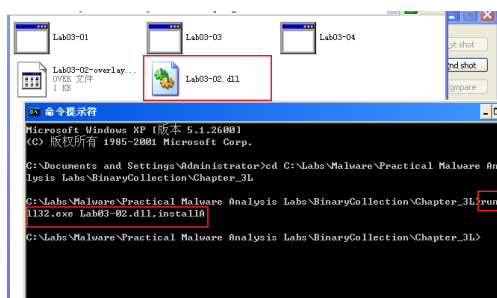 Lab03-01
Lab03-03
Lab03-04
st shot
nd shot
ompare
Lab03-02-overlay...
OVER 文件
1 KB
Lab03-02.dll
命令提示符
Microsoft Windows XP [版本 5.1.2600]
(C) 版权所有 1985-2001 Microsoft Corp.
C:\Documents and Settings\Administrator>cd C:\Labs\Malware\Practical Malware An
lysis Labs\BinaryCollection\Chapter_3L
C:\Labs\Malware\Practical Malware Analysis Labs\BinaryCollection\Chapter_3L>run
ll32.exe Lab03-02.dll,installA
C:\Labs\Malware\Practical Malware Analysis Labs\BinaryCollection\Chapter_3L>